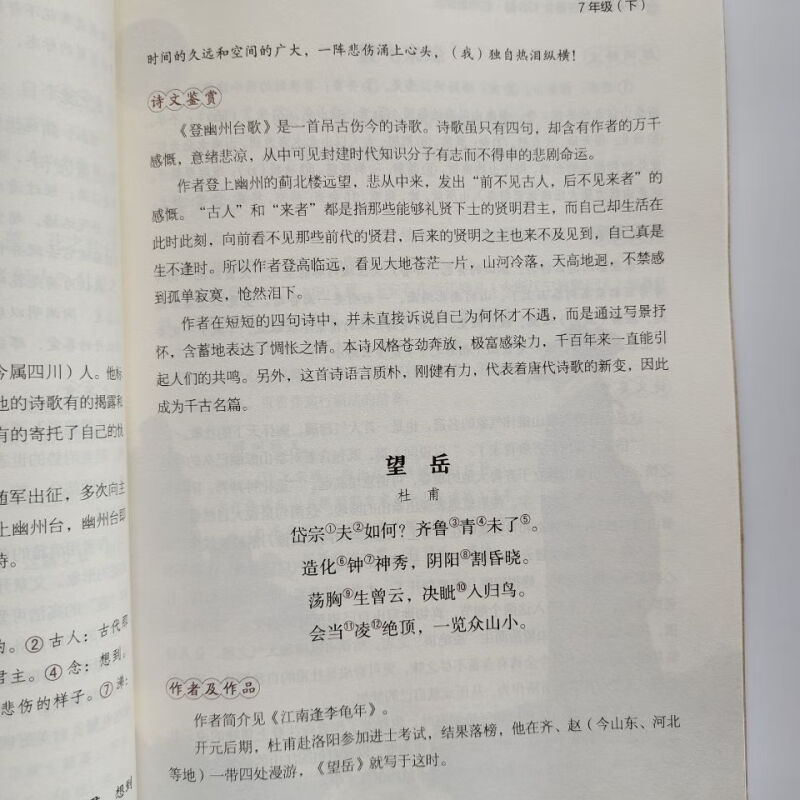 今属四川）人。他标
也的诗歌有的揭露和
有的寄托了自己的忧
随军出征，多次向主
上幽州台，幽州台即
诗。
②古人：古代那
君主。④念：想到。
悲伤的样子。⑦涕：
想到
7年级（下）
时间的久远和空间的广大，一阵悲伤涌上心头，（我）独自热泪纵横！
诗文鉴赏
《登幽州台歌》是一首吊古伤今的诗歌。诗歌虽只有四句，却含有作者的万千
感慨，意绪悲凉，从中可见封建时代知识分子有志而不得申的悲剧命运。
作者登上幽州的蓟北楼远望，悲从中来，发出“前不见古人，后不见来者”的
感慨。“古人”和“来者”都是指那些能够礼贤下士的贤明君主，而自己却生活在
此时此刻，向前看不见那些前代的贤君，后来的贤明之主也来不及见到，自己真是
生不逢时。所以作者登高临远，看见大地苍茫一片，山河冷落，天高地迥，不禁感
到孤单寂寞，怆然泪下。
作者在短短的四句诗中，并未直接诉说自己为何怀才不遇，而是通过写景抒
怀，含蓄地表达了惆怅之情。本诗风格苍劲奔放，极富感染力，千百年来一直能引
起人们的共鸣。另外，这首诗语言质朴，刚健有力，代表着唐代诗歌的新变，因此
成为千古名篇。
望岳
杜甫
岱宗①夫②如何？齐鲁③青④未了⑤。
造化⑥钟⑦神秀，阴阳⑧割昏晓。
荡胸⑨生曾云，决眦⑩入归鸟。
会当⑪凌⑫绝顶，一览众山小。
作者及作品
作者简介见《江南逢李龟年》。
开元后期，杜甫赴洛阳参加进士考试，结果落榜，他在齐、赵（今山东、河北
等地）一带四处漫游，《望岳》就写于这时。